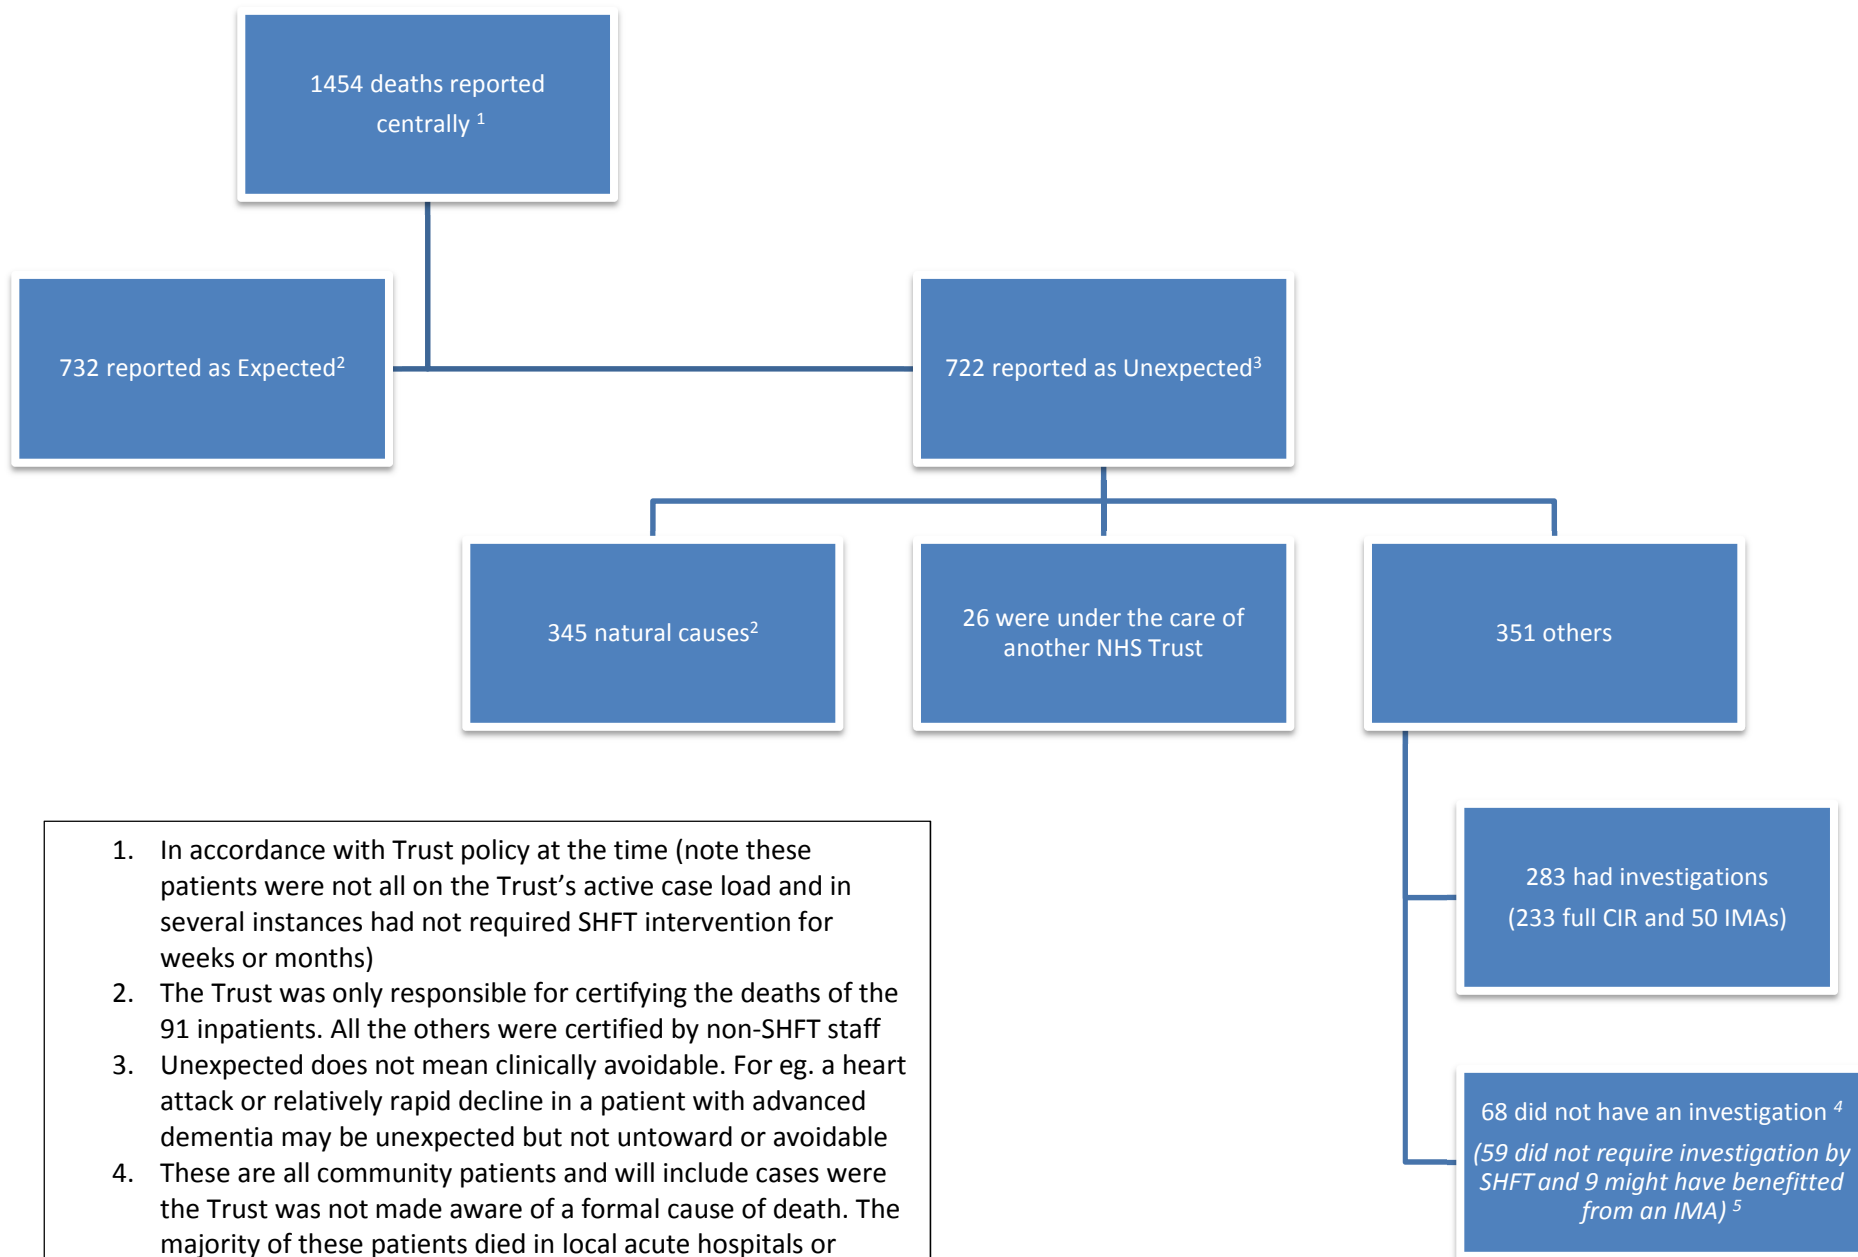 1454 deaths reported
centrally 1
732 reported as Expected2
722 reported as Unexpected3
345 natural causes2
26 were under the care of
another NHS Trust
351 others
283 had investigations
(233 full CIR and 50 IMAs)
68 did not have an investigation 4
(59 did not require investigation by
SHFT and 9 might have benefitted
from an IMA) 5
1. In accordance with Trust policy at the time (note these
patients were not all on the Trust’s active case load and in
several instances had not required SHFT intervention for
weeks or months)
2. The Trust was only responsible for certifying the deaths of the
91 inpatients. All the others were certified by non-SHFT staff
3. Unexpected does not mean clinically avoidable. For eg. a heart
attack or relatively rapid decline in a patient with advanced
dementia may be unexpected but not untoward or avoidable
4. These are all community patients and will include cases were
the Trust was not made aware of a formal cause of death. The
majority of these patients died in local acute hospitals or